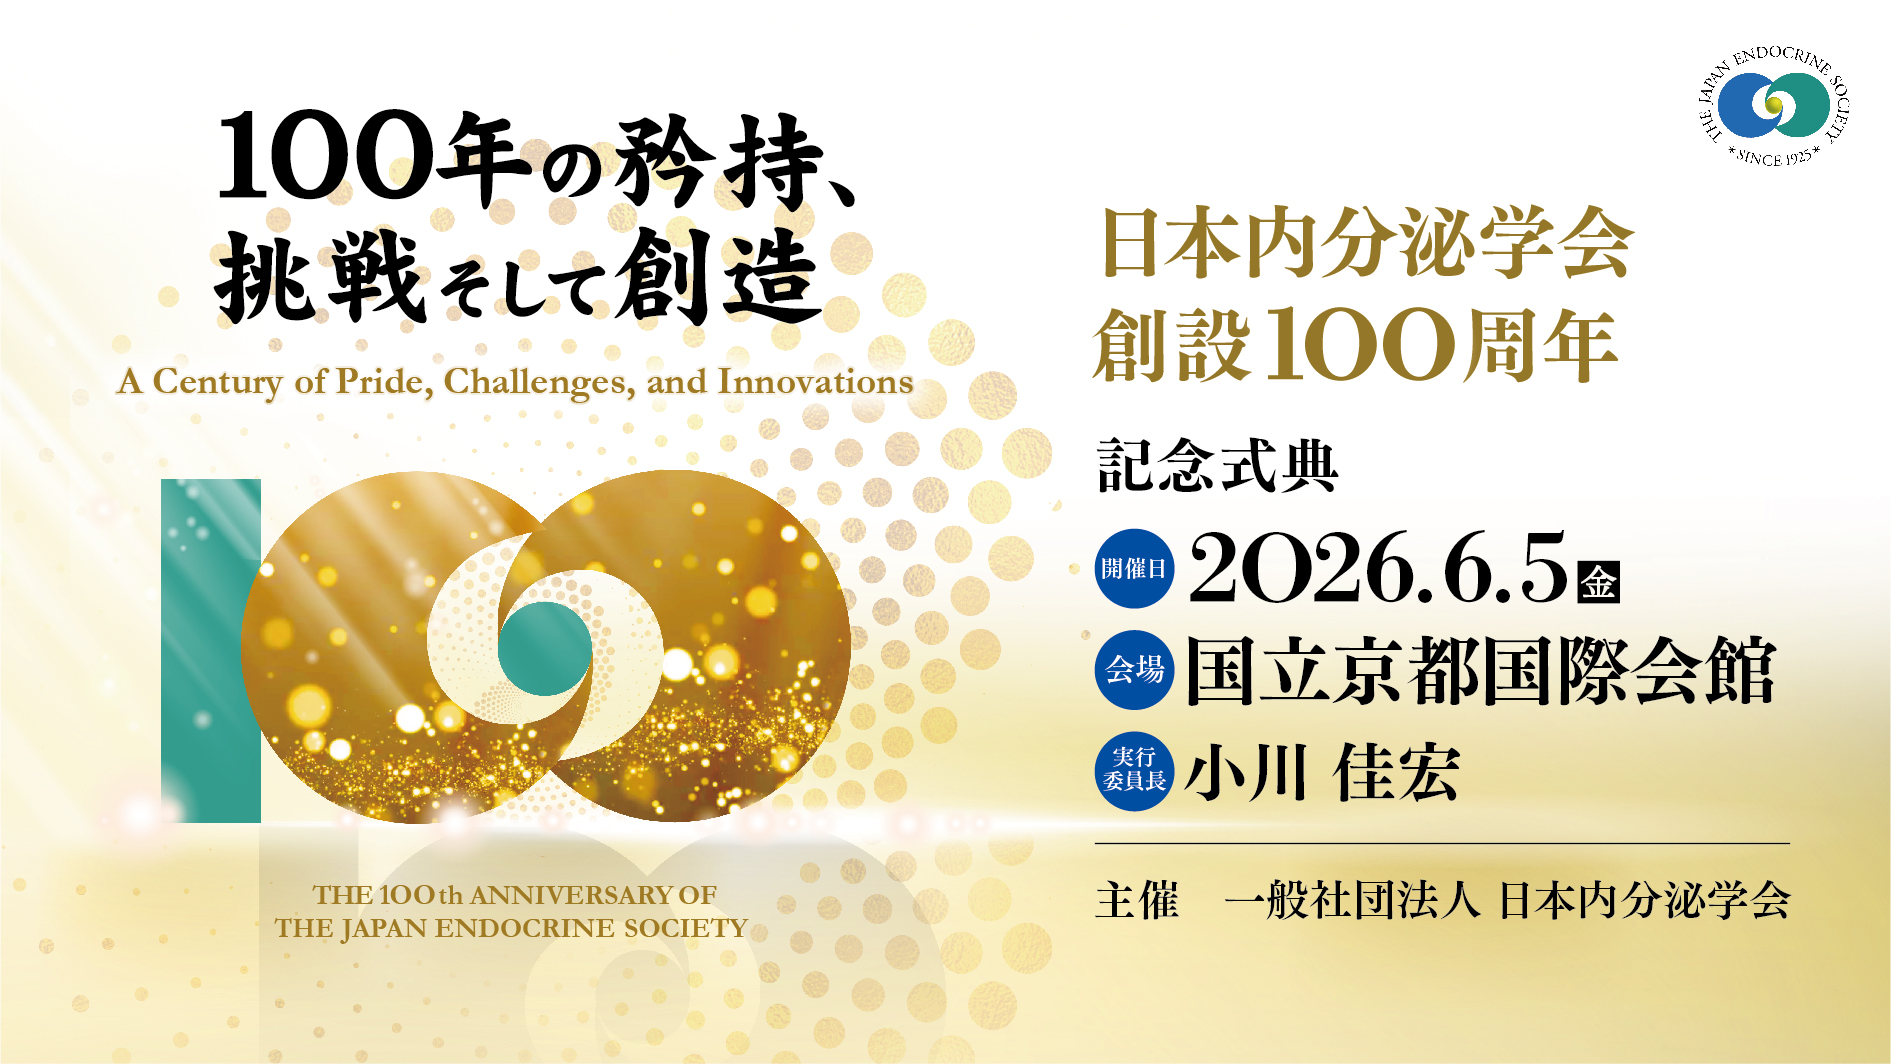 100年の矜持、
挑戦そして創造
A Century of Pride, Challenges, and Innovations
100
THE 100th ANNIVERSARY OF
THE JAPAN ENDOCRINE SOCIETY
THE JAPAN ENDOCRINE SOCIETY
*SINCE 1925*
日本内分泌学会
創設100周年
記念式典
開催日 2026.6.5 金
会場 国立京都国際会館
実行
委員長 小川 佳宏
主催 一般社団法人 日本内分泌学会